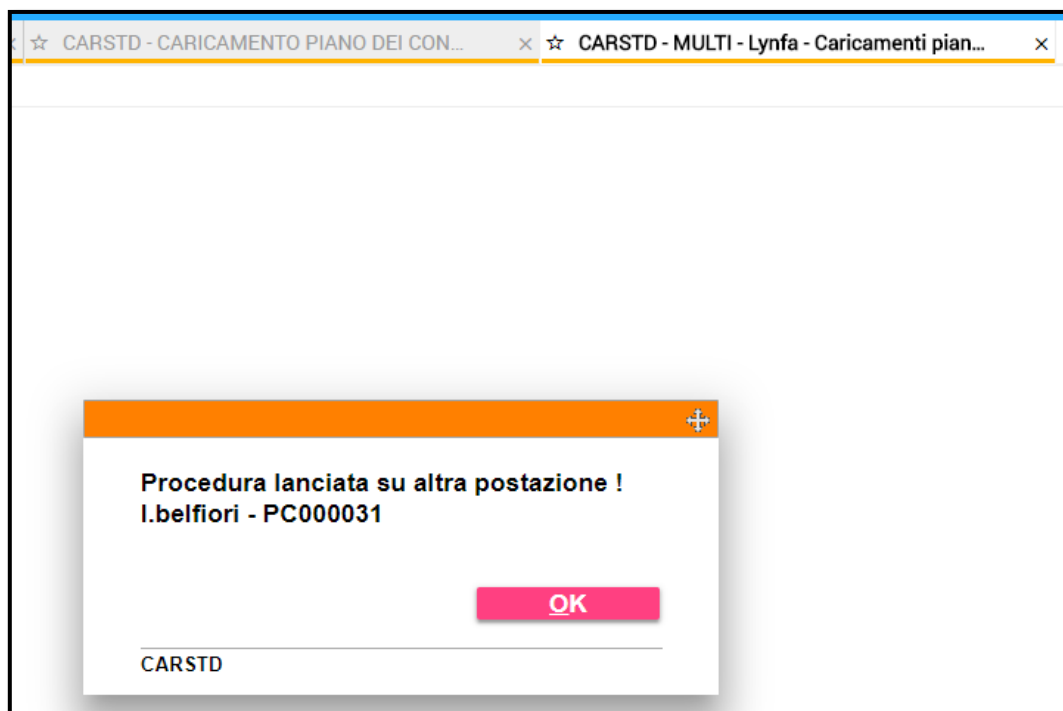 CARSTD - CARICAMENTO PIANO DEI CON...
CARSTD - MULTI - Lynfa - Caricamenti pian...
Procedura lanciata su altra postazione !
l.belfiori - PC000031
OK
CARSTD